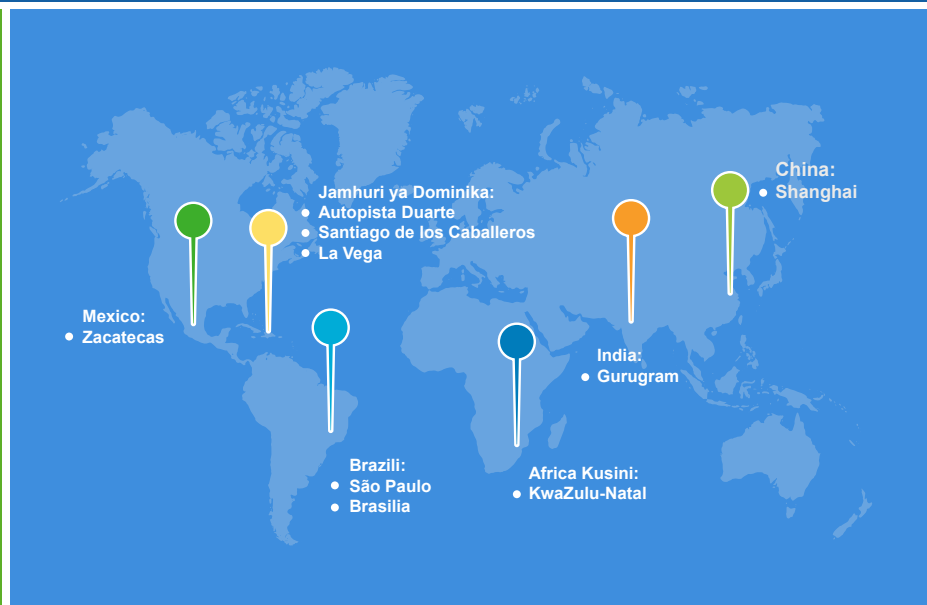 Mexico:
Zacatecas
Jamhuri ya Dominika:
Autopista Duarte
Santiago de los Caballeros
La Vega
Brazili:
São Paulo
Brasilia
Africa Kusini:
KwaZulu-Natal
India:
Gurugram
China:
Shanghai